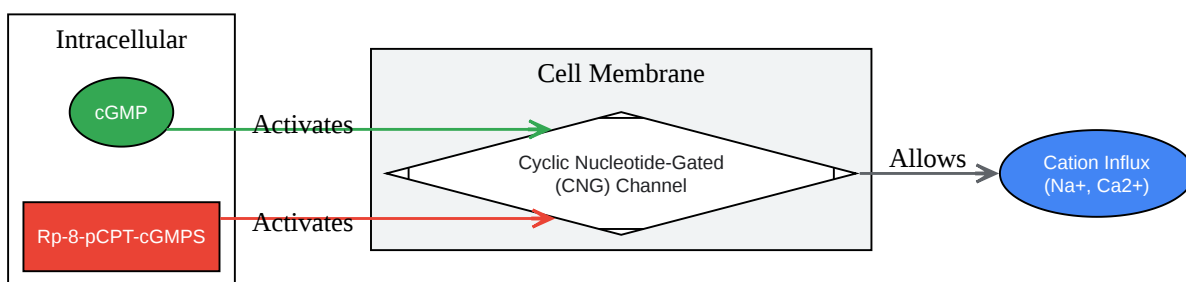 Intracellular
cGMP
Rp-8-pCPT-cGMPS
Activates
Activates
Cell Membrane
Cyclic Nucleotide-Gated
(CNG) Channel
Allows
Cation Influx
(Na+, Ca2+)